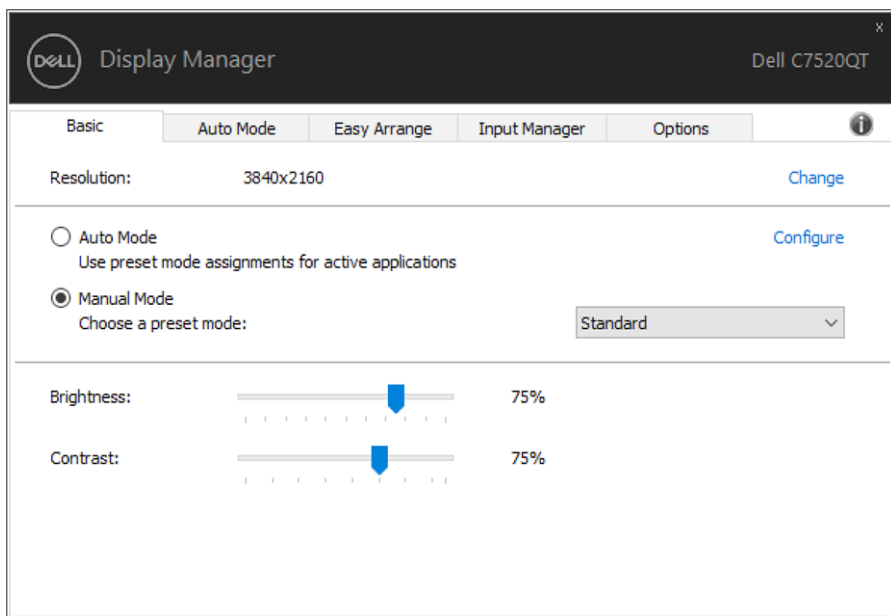 x
DELL Display Manager Dell C7520QT
Basic Auto Mode Easy Arrange Input Manager Options i
Resolution: 3840x2160 Change
Auto Mode Configure
Use preset mode assignments for active applications
Manual Mode
Choose a preset mode: Standard
Brightness: 75%
Contrast: 75%